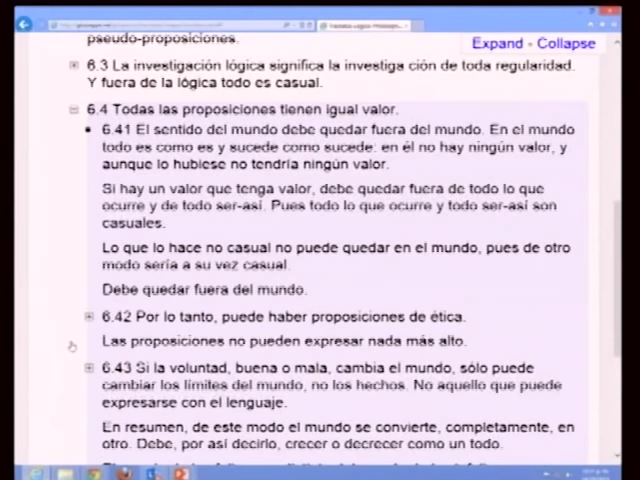 pseudo-proposiciones.
Expand - Collapse
6.3 La investigación lógica significa la investiga ción de toda regularidad.
Y fuera de la lógica todo es casual.
6.4 Todas las proposiciones tienen igual valor.
6.41 El sentido del mundo debe quedar fuera del mundo. En el mundo
todo es como es y sucede como sucede: en él no hay ningún valor, y
aunque lo hubiese no tendría ningún valor.
Si hay un valor que tenga valor, debe quedar fuera de todo lo que
ocurre y de todo ser-así. Pues todo lo que ocurre y todo ser-así son
casuales.
Lo que lo hace no casual no puede quedar en el mundo, pues de otro
modo sería a su vez casual.
Debe quedar fuera del mundo.
6.42 Por lo tanto, puede haber proposiciones de ética.
Las proposiciones no pueden expresar nada más alto.
6.43 Si la voluntad, buena o mala, cambia el mundo, sólo puede
cambiar los límites del mundo, no los hechos. No aquello que puede
expresarse con el lenguaje.
En resumen, de este modo el mundo se convierte, completamente, en
otro. Debe, por así decirlo, crecer o decrecer como un todo.